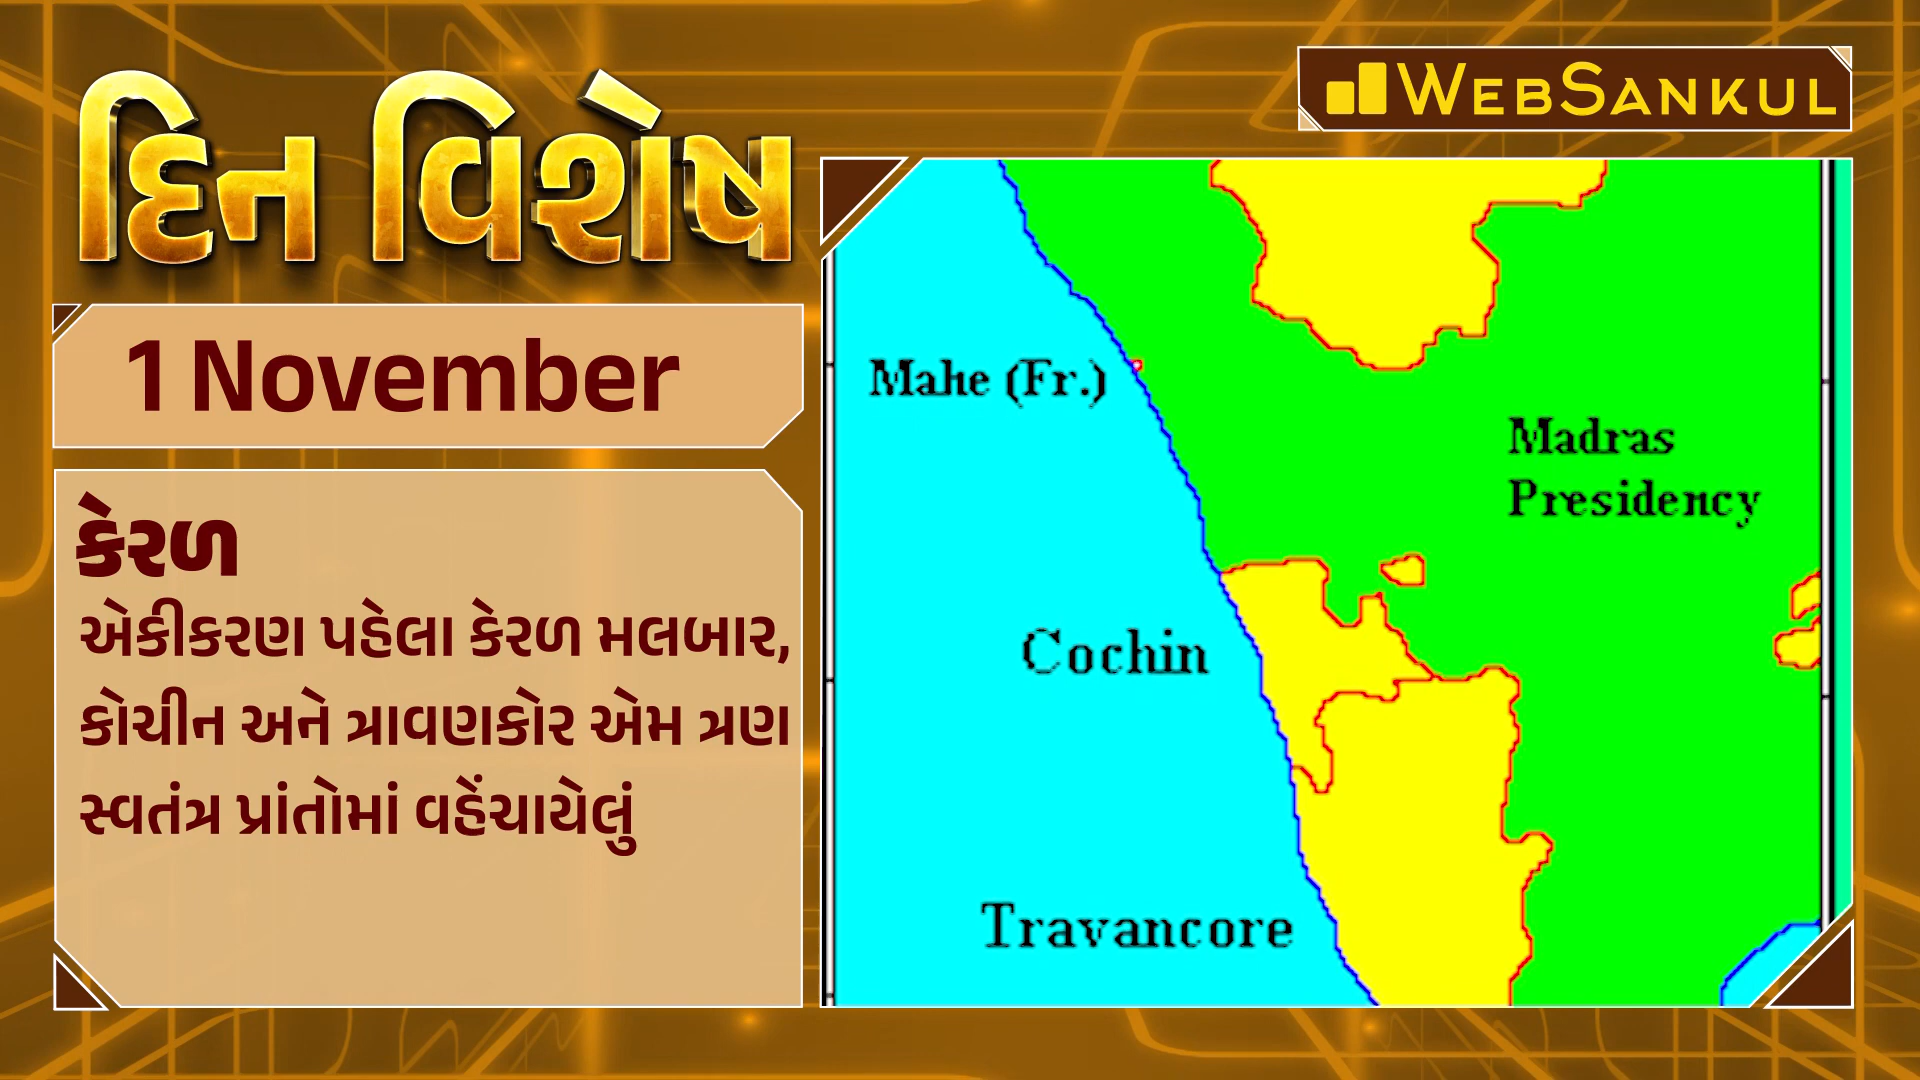 દિન વિશેષ
WEBSANKUL
1 November
કેરળ
એકીકરણ પહેલા કેરળ મલબાર,
કોચીન અને ત્રાવણકોર એમ ત્રણ
સ્વતંત્ર પ્રાંતોમાં વહેંચાયેલું
Mahe (Fr.)
Madras
Presidency
Cochin
Travancore